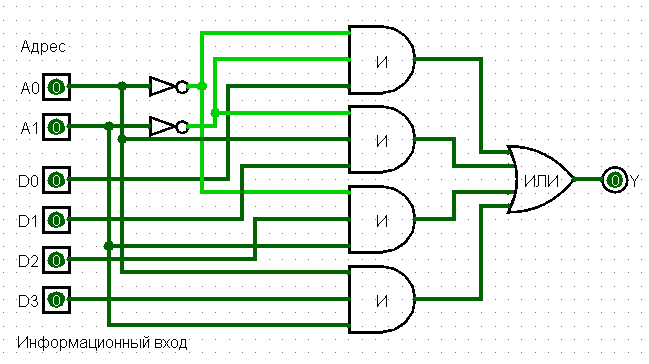 Адрес
A0 0
A1 0
D0 0
D1 0
D2 0
D3 0
И
И
И
И
ИЛИ
0 Y
Информационный вход